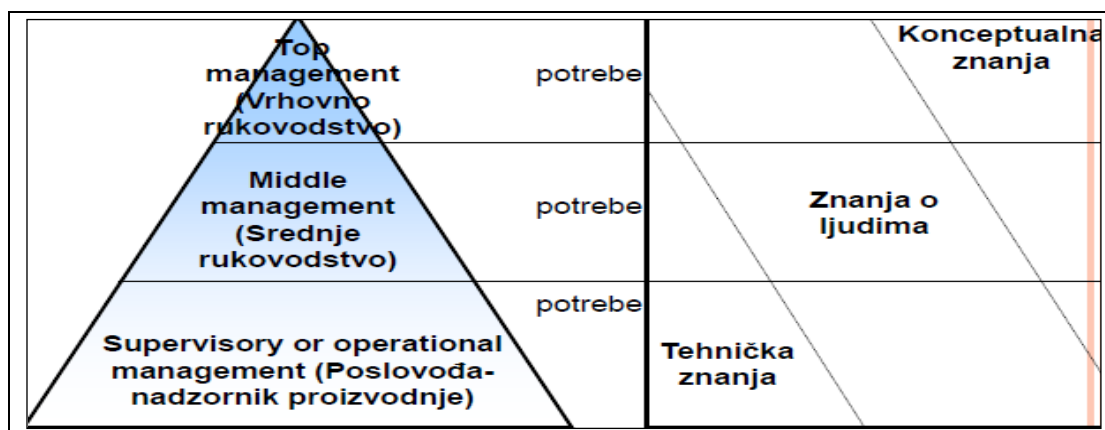 Top
management
(Vrhovno
rukovodstvo)
potrebe
Konceptualna
znanja
Middle
management
(Srednje
rukovodstvo)
potrebe
Znanja o
ljudima
potrebe
Supervisory or operational
management (Poslovođa-
nadzornik proizvodnje)
Tehnička
znanja